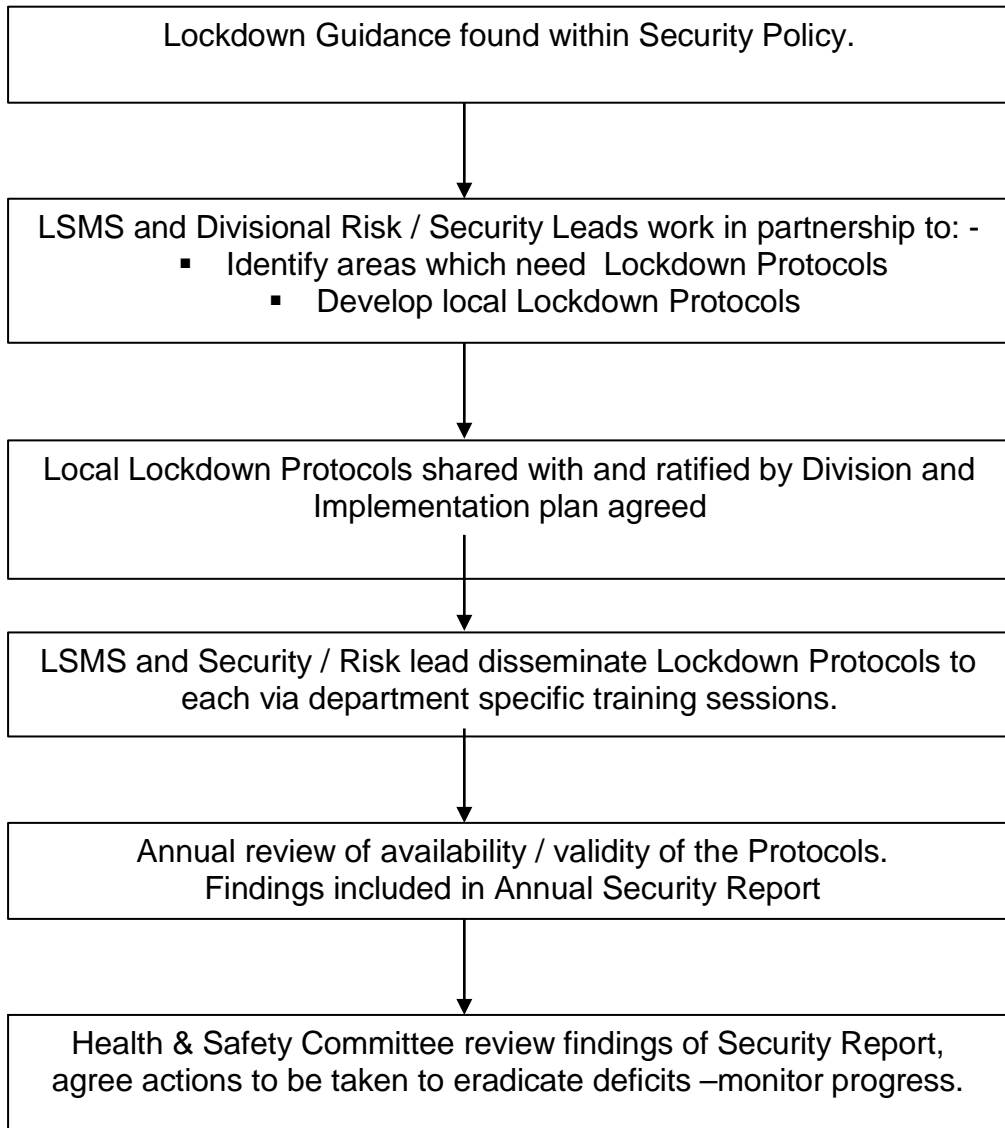 Lockdown Guidance found within Security Policy.
LSMS and Divisional Risk / Security Leads work in partnership to: -
▪ Identify areas which need  Lockdown Protocols
▪ Develop local Lockdown Protocols
Local Lockdown Protocols shared with and ratified by Division and
Implementation plan agreed
LSMS and Security / Risk lead disseminate Lockdown Protocols to
each via department specific training sessions.
Annual review of availability / validity of the Protocols.
Findings included in Annual Security Report
Health & Safety Committee review findings of Security Report,
agree actions to be taken to eradicate deficits –monitor progress.